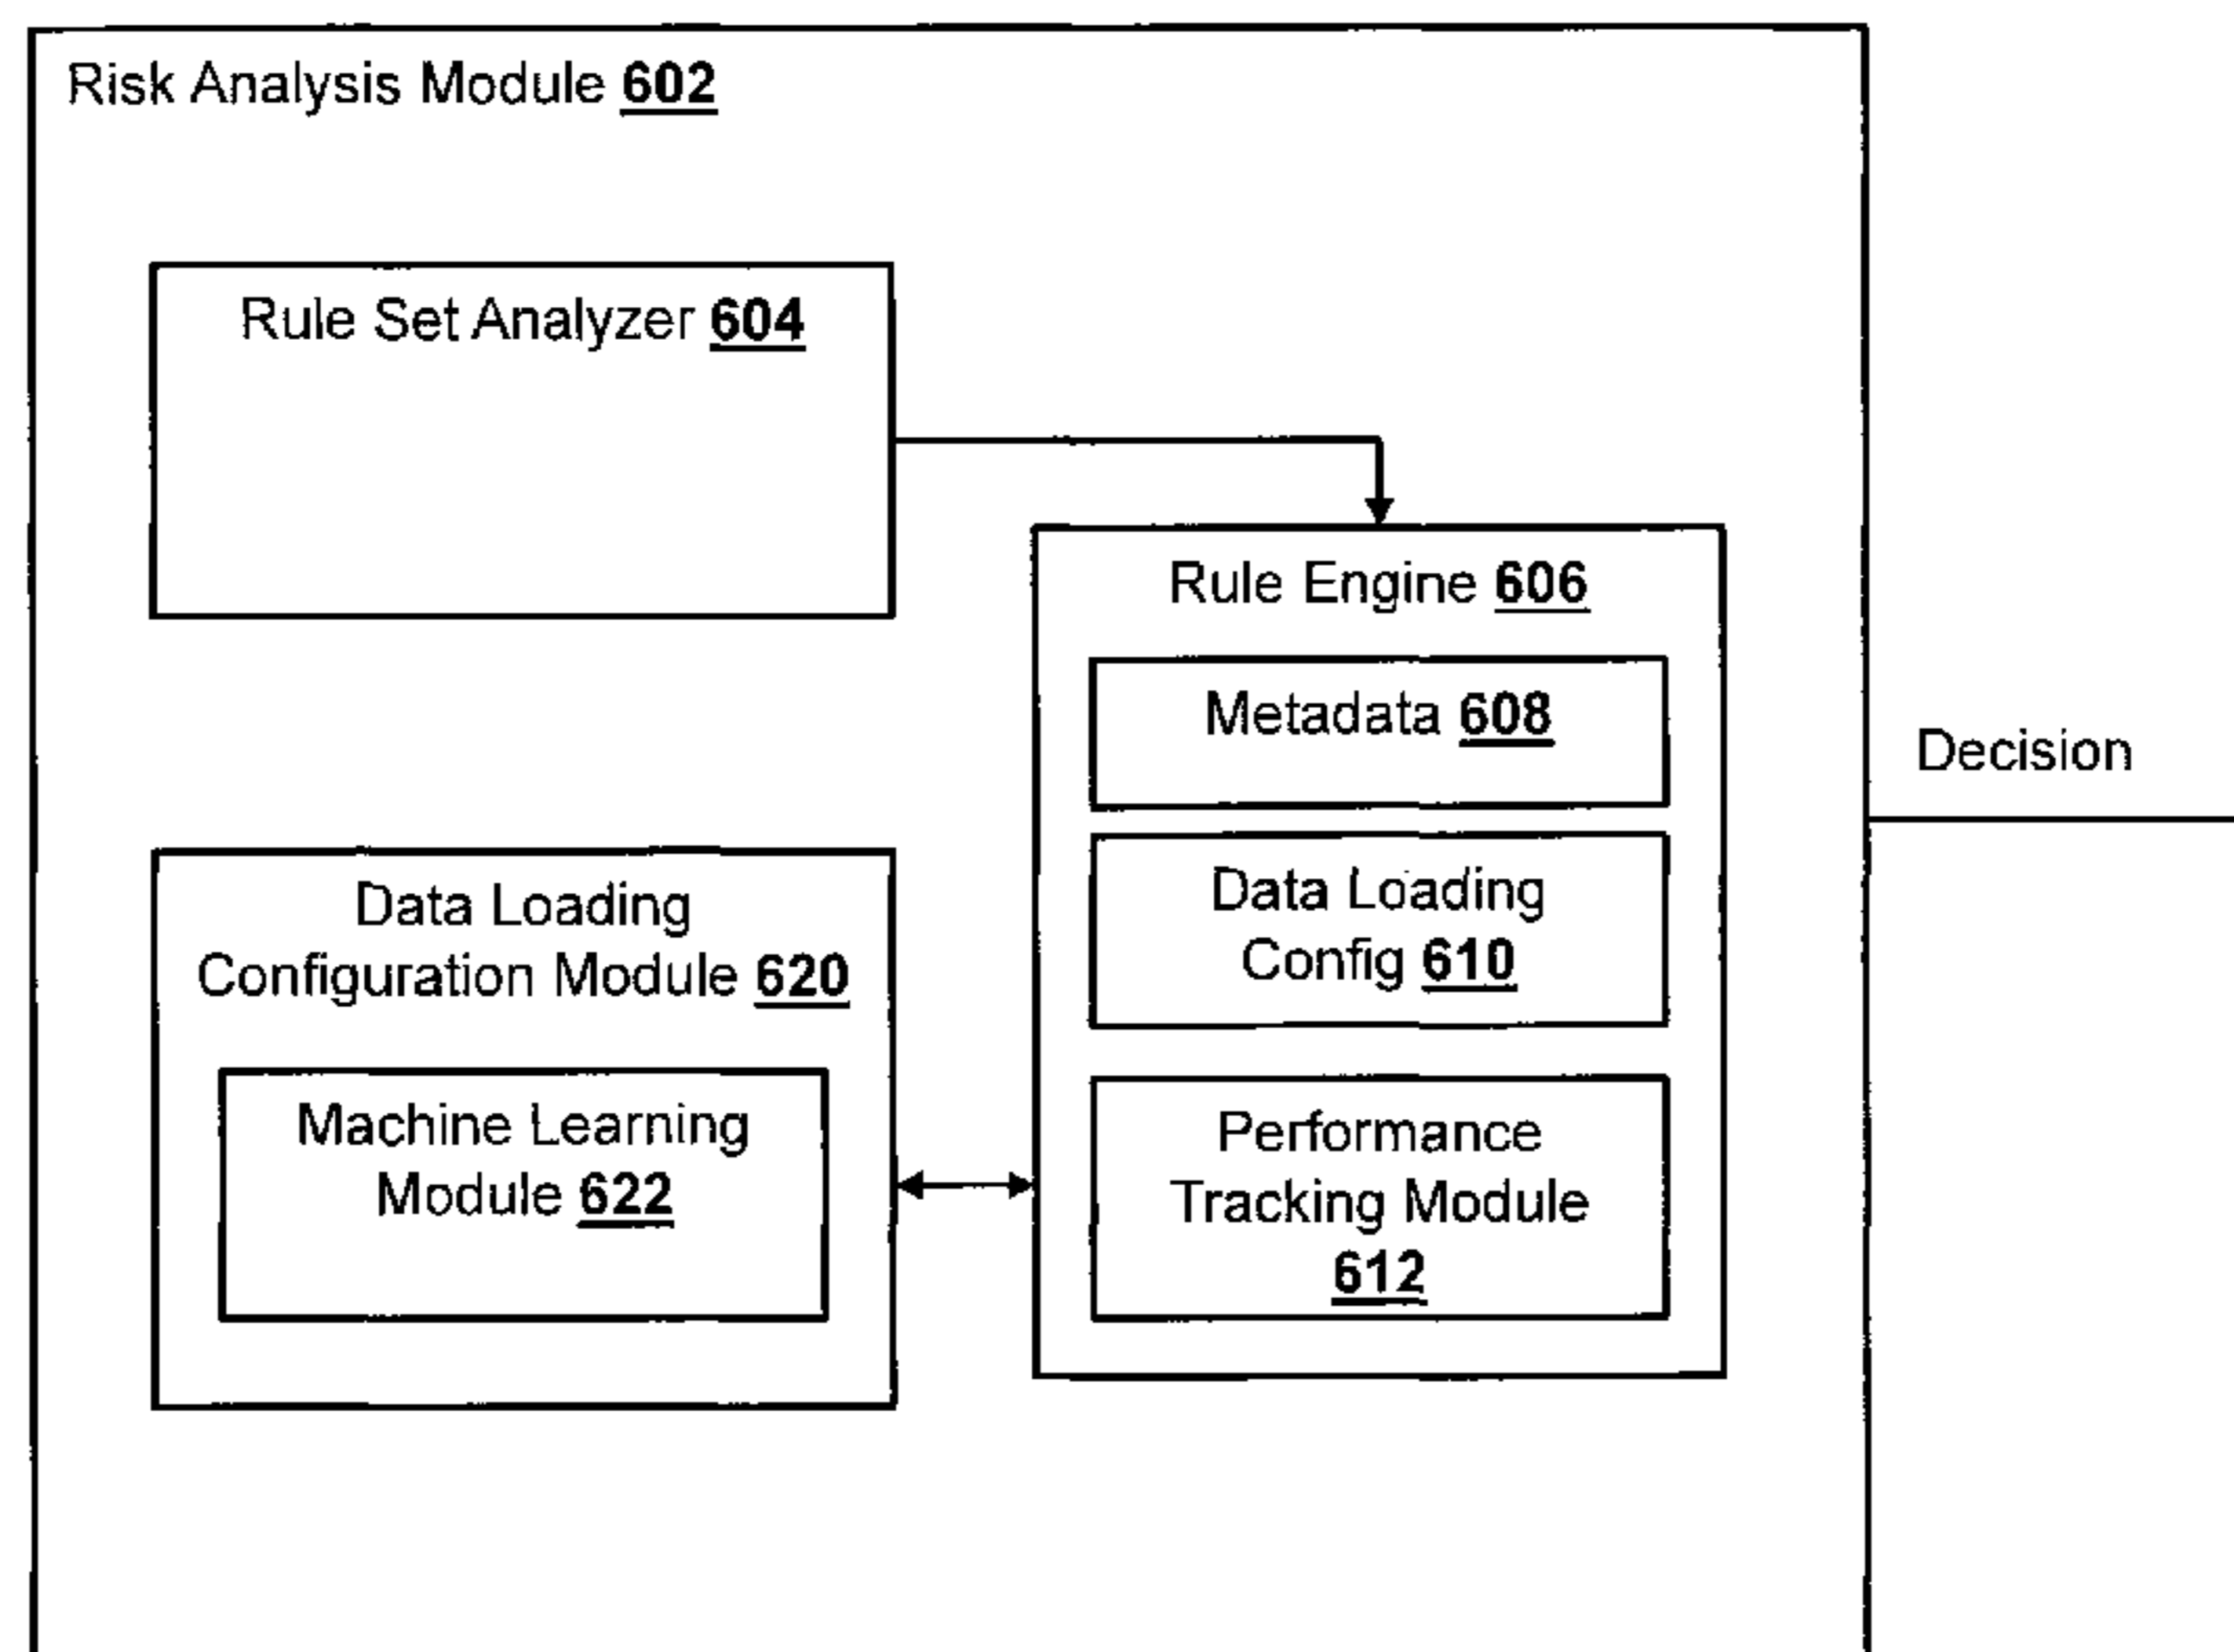 Risk Analysis Module 602
Rule Set Analyzer 604
Rule Engine 606
Metadata 608
Decision
Data Loading
Config 610
Data Loading
Configuration Module 620
Machine Learning
Module 622
Performance
Tracking Module
612